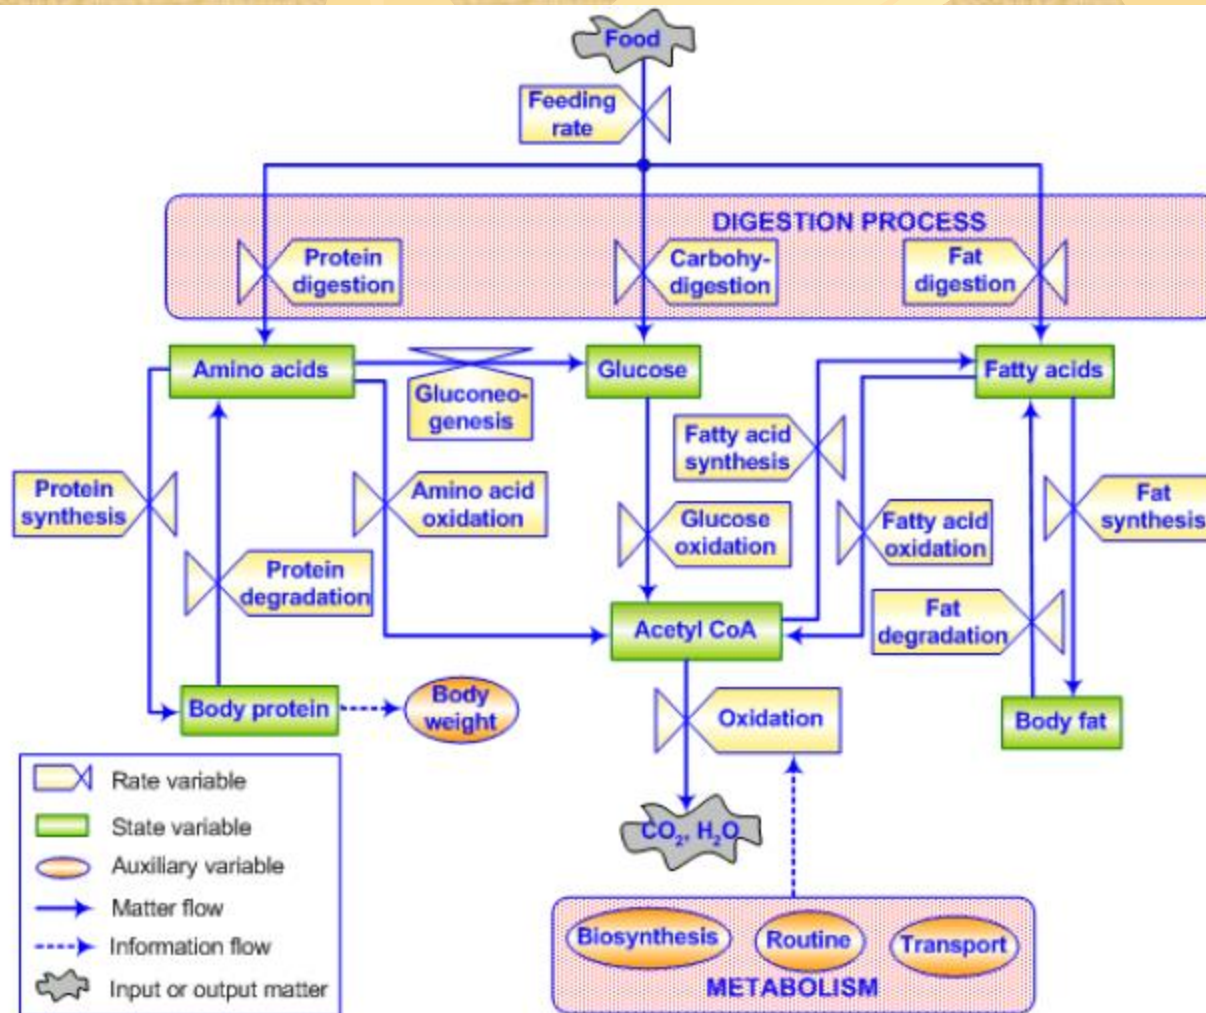 Food
Feeding
rate
DIGESTION PROCESS
Protein
digestion
Carbohy-
digestion
Fat
digestion
Amino acids
Gluconeo-
genesis
Glucose
Fatty acids
Fatty acid
synthesis
Protein
synthesis
Amino acid
oxidation
Glucose
oxidation
Fatty acid
oxidation
Fat
synthesis
Protein
degradation
Fat
degradation
Acetyl CoA
Body protein
Body
weight
Oxidation
Body fat
CO₂, H₂O
Rate variable
State variable
Auxiliary variable
Matter flow
Information flow
Input or output matter
Biosynthesis
Routine
Transport
METABOLISM